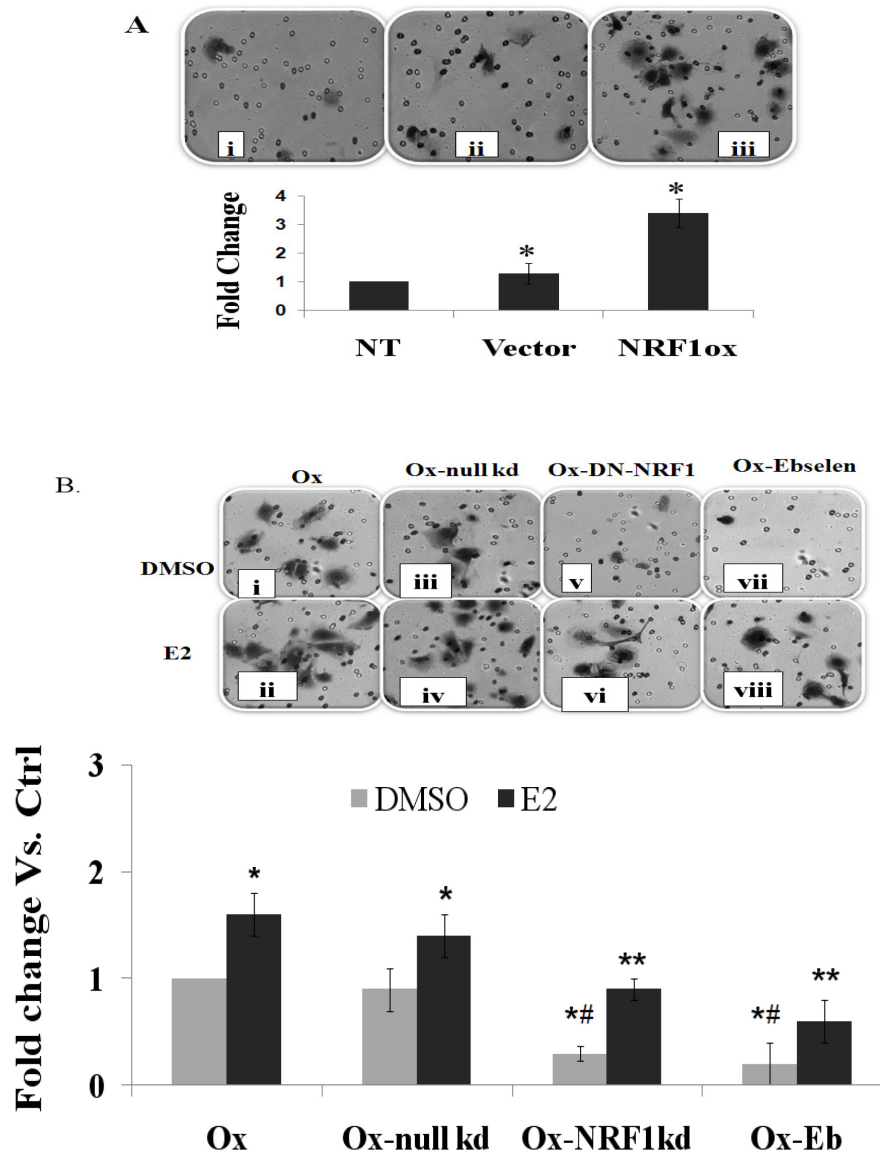 A
i ii iii
4
3
2
1
0
Fold Change
* *
NT Vector NRF1ox
B.
Ox Ox-null kd Ox-DN-NRF1 Ox-Ebselen
DMSO
i iii v vii
E2
ii iv vi viii
Fold change Vs. Ctrl
3
2
1
0
DMSO E2
* * *# ** *# **
Ox Ox-null kd Ox-NRF1kd Ox-Eb